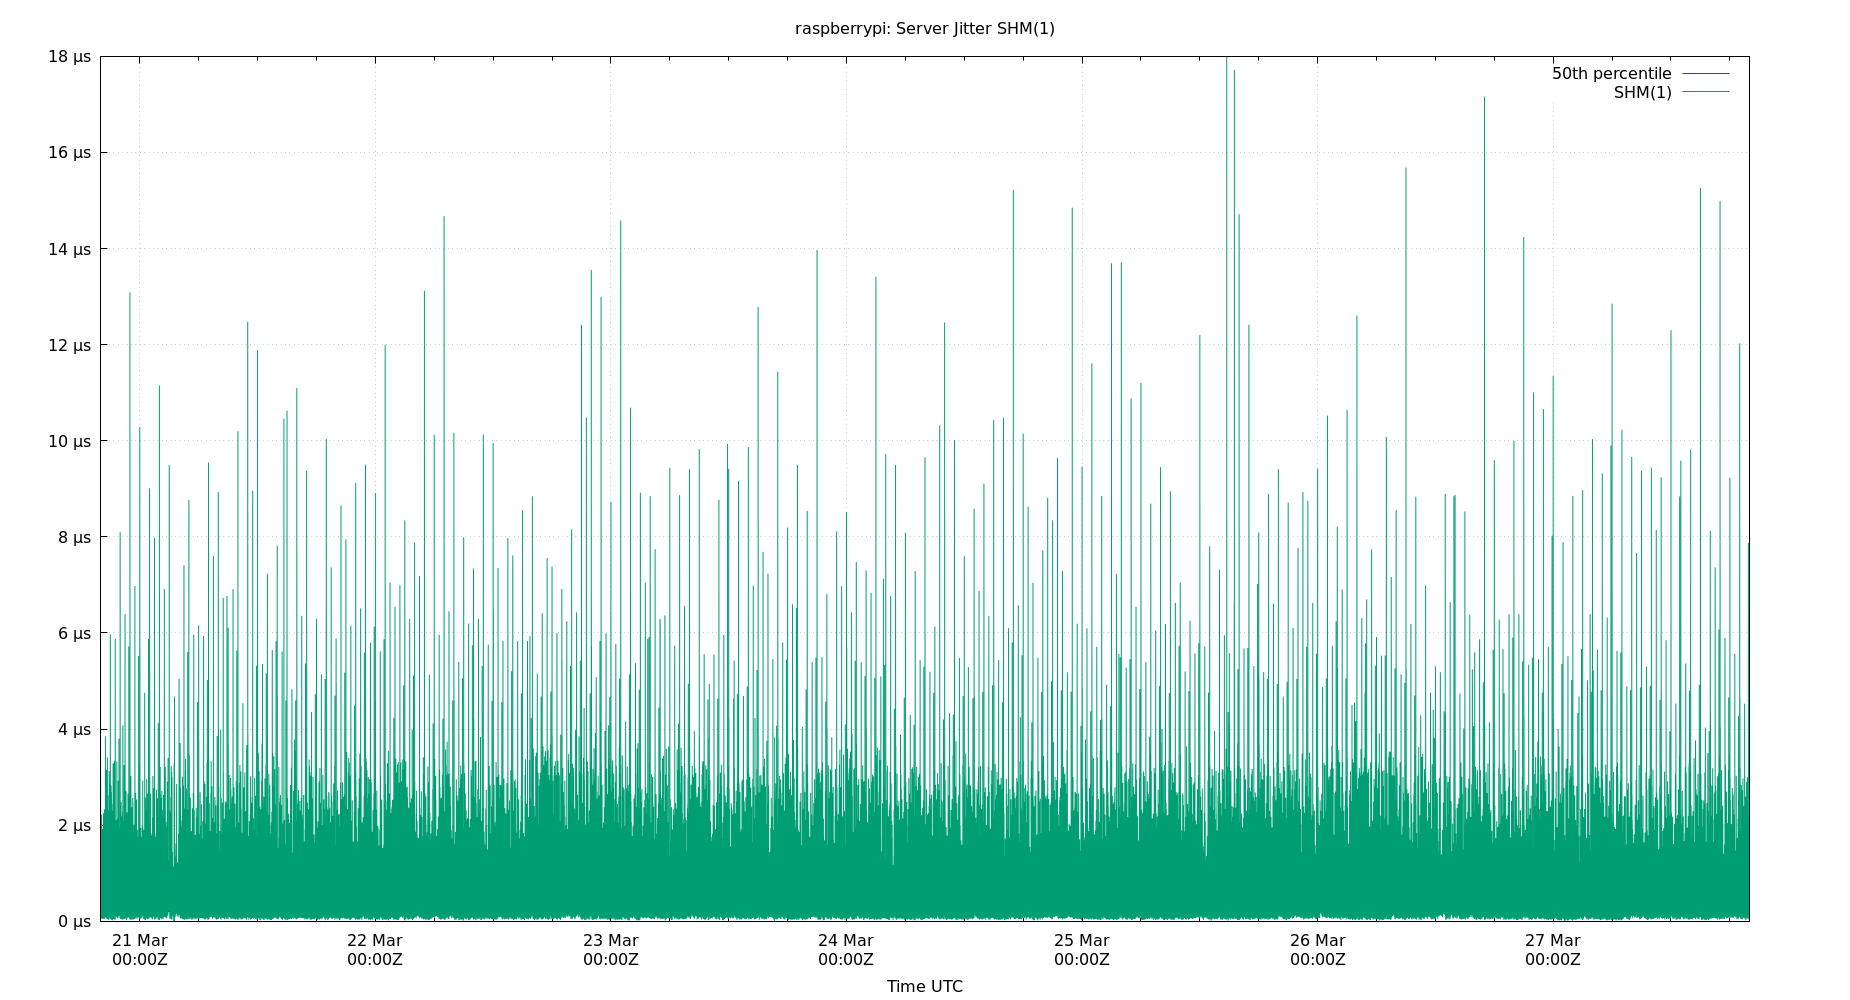 raspberrypi: Server Jitter SHM(1)
18 µs
50th percentile
SHM(1)
16 µs
14 µs
12 µs
10 µs
8 µs
6 µs
4 µs
2 µs
0 µs
21 Mar 22 Mar 23 Mar 24 Mar 25 Mar 26 Mar 27 Mar
00:00Z 00:00Z 00:00Z 00:00Z 00:00Z 00:00Z 00:00Z
Time UTC